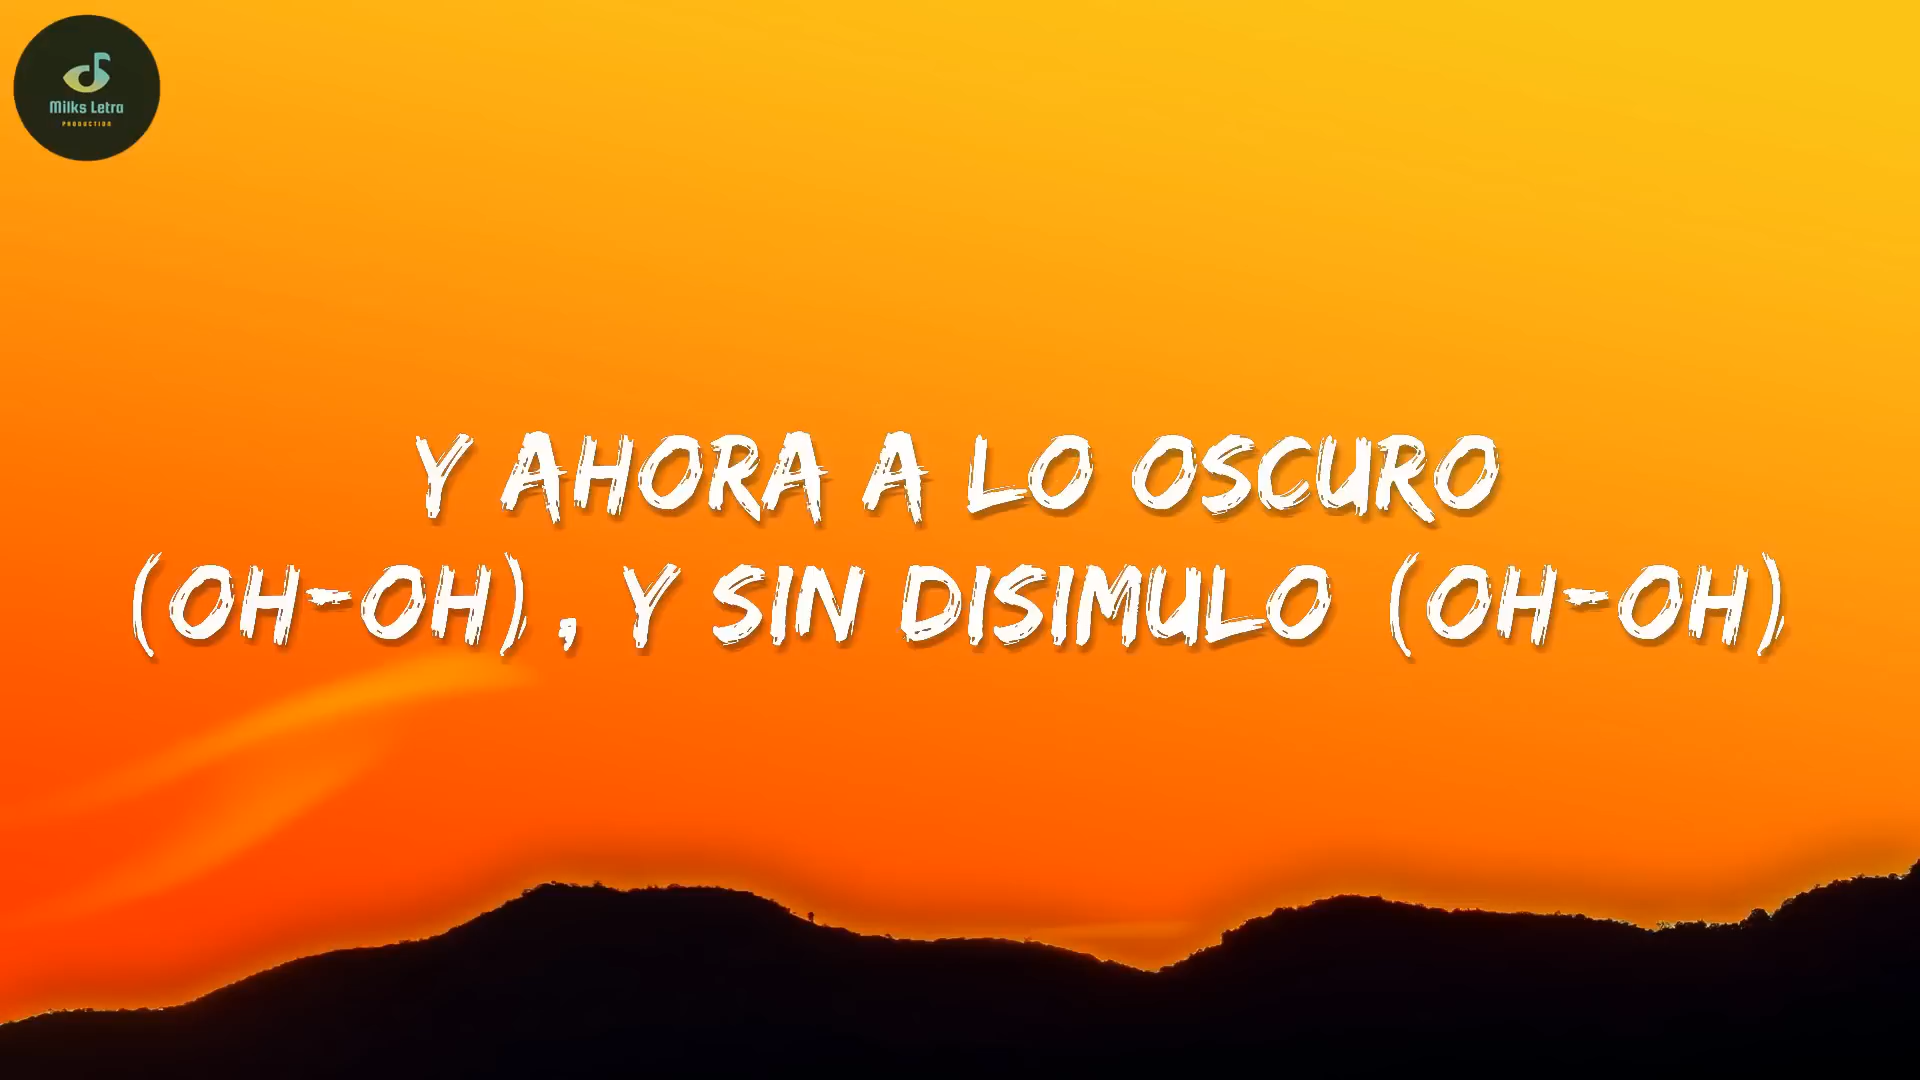 Milks Letra
PRODUCTION
Y AHORA A LO OSCURO
(OH-OH), Y SIN DISIMULO (OH-OH)